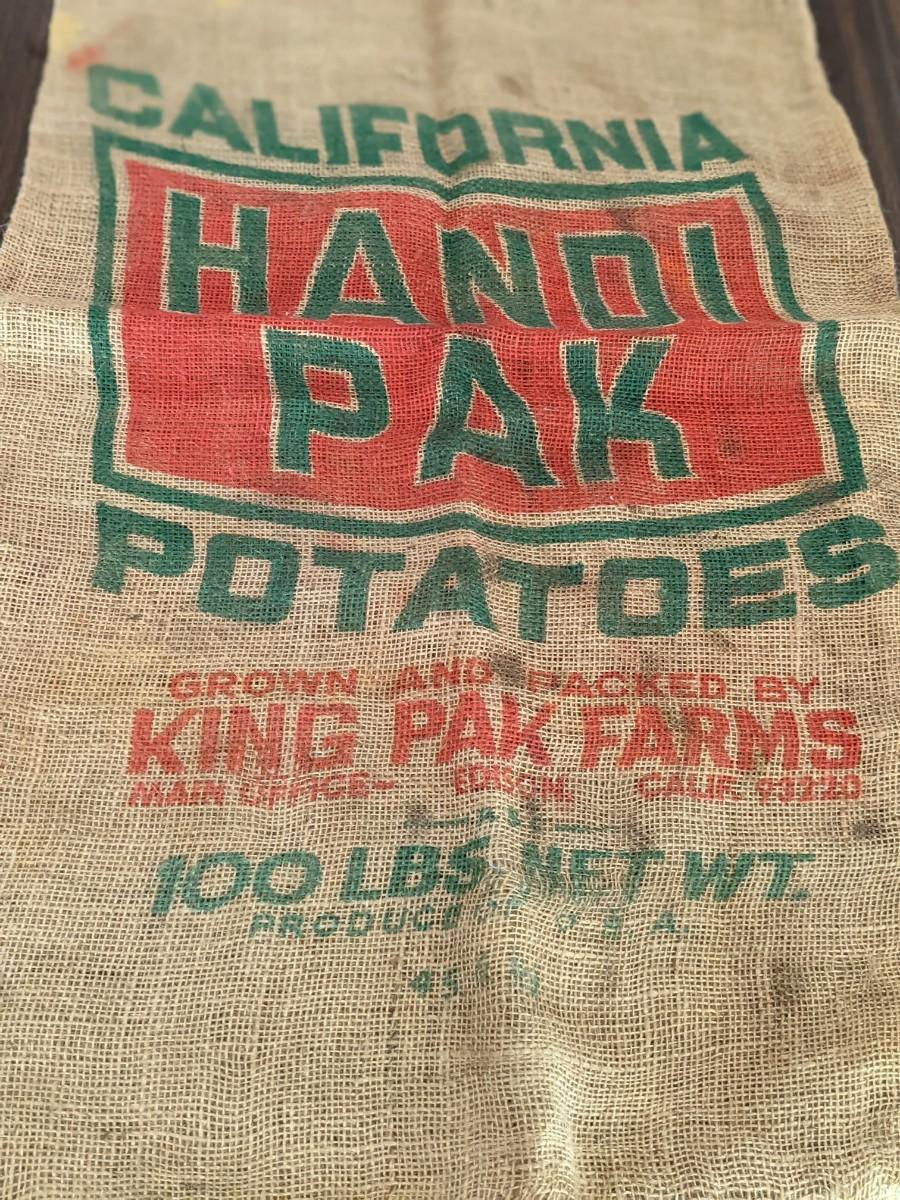 CALIFORNIA
HANDI
PAK
POTATOES
GROWN AND PACKED BY
KING PAK FARMS
MAIN OFFICE- EDISON, CALIF. 93220
100 LBS. NET WT.
PRODUCE OF U S A.